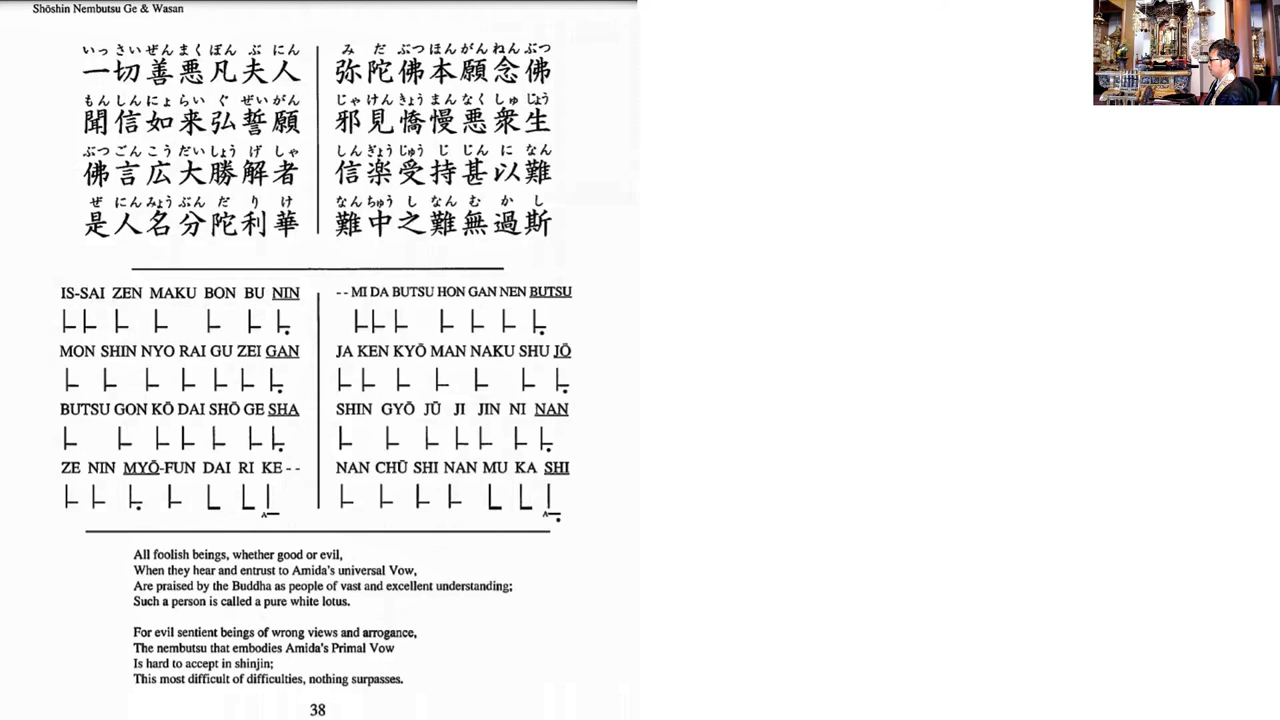 Shōshin Nembutsu Ge & Wasan
いっさいぜんまくぼん ぶ にん
一切善悪凡夫人
もんしんにょらい ぐ ぜいがん
聞信如来弘誓願
ぶつごんこうだいしょう げ しゃ
佛言広大勝解者
ぜ にんみょうぶん だ り け
是人名分陀利華
み だ ぶつほんがんねんぶつ
弥陀佛本願念佛
じゃけんきょうまんなくしゅじょう
邪見憍慢悪衆生
しんぎょうじゅう じ じん に なん
信楽受持甚以難
なんちゅう し なん む か し
難中之難無過斯
IS-SAI ZEN MAKU BON BU NIN
MON SHIN NYO RAI GU ZEI GAN
BUTSU GON KŌ DAI SHŌ GE SHA
ZE NIN MYŌ-FUN DAI RI KE - -
- - MI DA BUTSU HON GAN NEN BUTSU
JA KEN KYŌ MAN NAKU SHU JŌ
SHIN GYŌ JŪ JI JIN NI NAN
NAN CHŪ SHI NAN MU KA SHI
All foolish beings, whether good or evil,
When they hear and entrust to Amida's universal Vow,
Are praised by the Buddha as people of vast and excellent understanding;
Such a person is called a pure white lotus.
For evil sentient beings of wrong views and arrogance,
The nembutsu that embodies Amida's Primal Vow
Is hard to accept in shinjin;
This most difficult of difficulties, nothing surpasses.
38